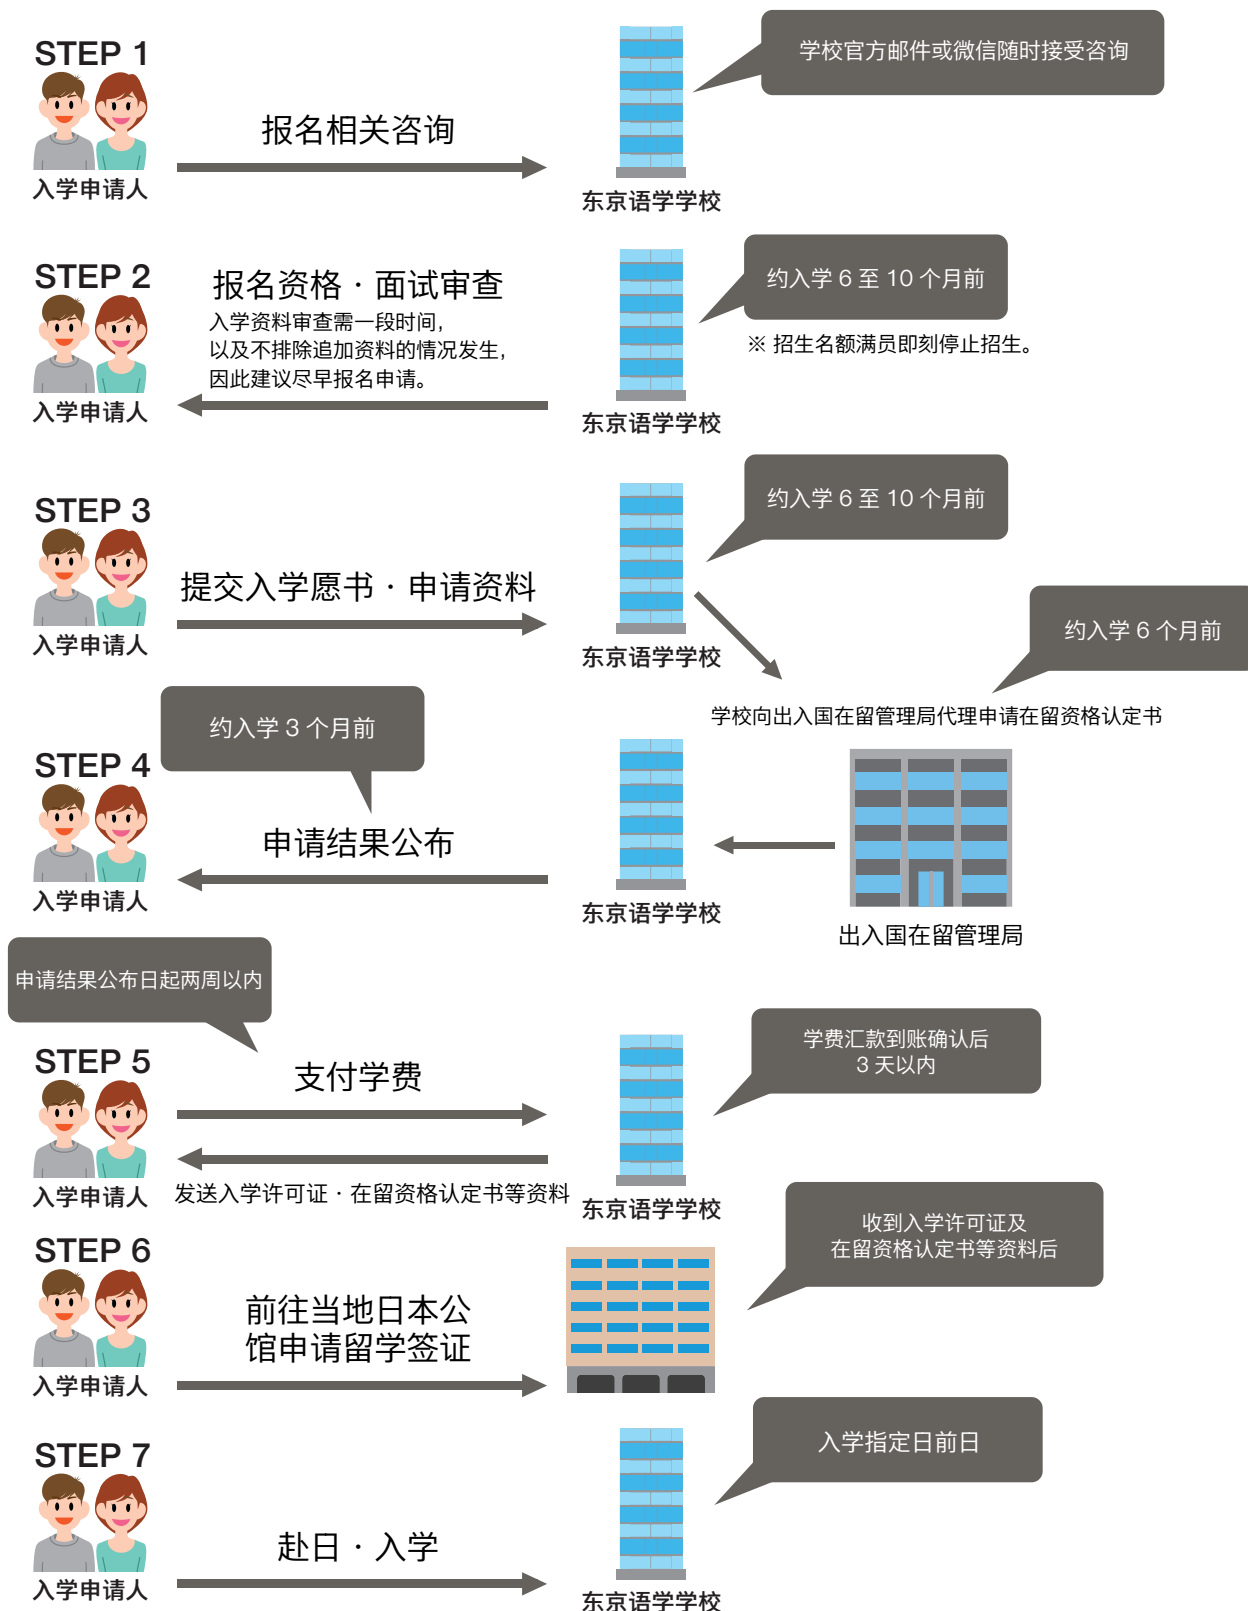 STEP 1
入学申请人
报名相关咨询
东京语学学校
学校官方邮件或微信随时接受咨询
STEP 2
入学申请人
报名资格・面试审查
入学资料审查需一段时间，
以及不排除追加资料的情况发生，
因此建议尽早报名申请。
东京语学学校
约入学 6 至 10 个月前
※ 招生名额满员即刻停止招生。
STEP 3
入学申请人
提交入学愿书・申请资料
东京语学学校
约入学 6 至 10 个月前
约入学 6 个月前
学校向出入国在留管理局代理申请在留资格认定书
STEP 4
入学申请人
约入学 3 个月前
申请结果公布
东京语学学校
出入国在留管理局
申请结果公布日起两周以内
STEP 5
入学申请人
支付学费
发送入学许可证・在留资格认定书等资料
东京语学学校
学费汇款到账确认后
3 天以内
STEP 6
入学申请人
前往当地日本公
馆申请留学签证
收到入学许可证及
在留资格认定书等资料后
STEP 7
入学申请人
赴日・入学
东京语学学校
入学指定日前日